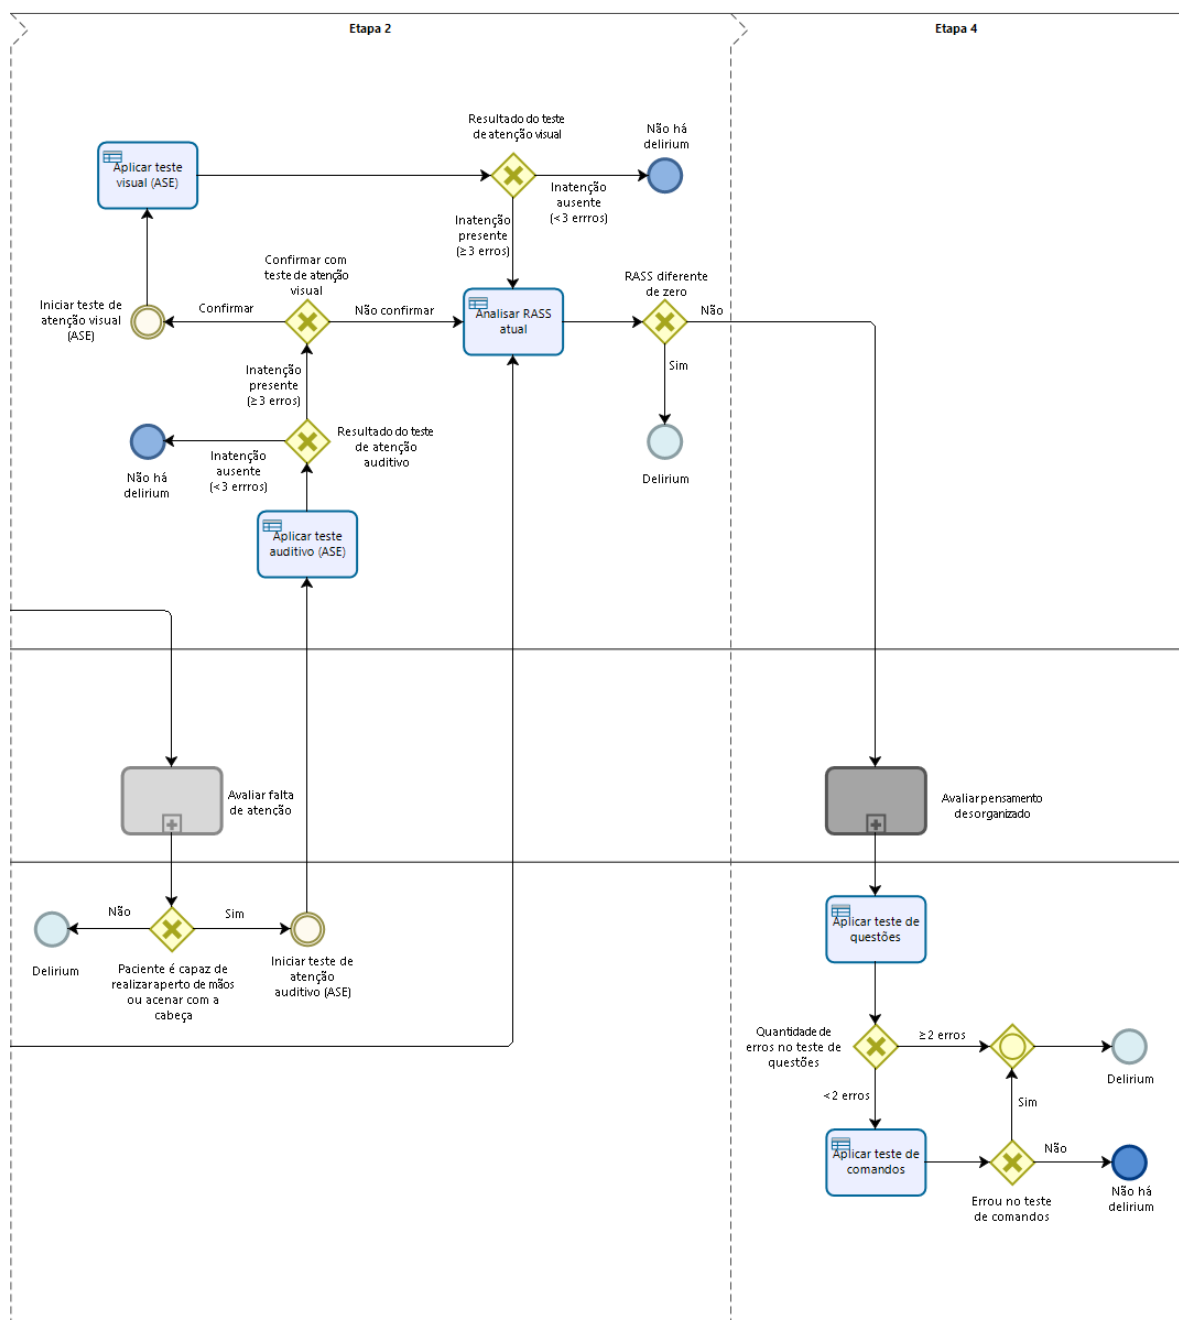 Etapa 2
Etapa 4
Resultado do teste
de atenção visual
Não há
delirium
Aplicar teste
visual (ASE)
Inatenção
ausente
(<3 errros)
Inatenção
presente
(≥3 erros)
Confirmar com
teste de atenção
visual
RASS diferente
de zero
Iniciar teste de
atenção visual
(ASE)
Confirmar
Não confirmar
Analisar RASS
atual
Não
Sim
Inatenção
presente
(≥3 erros)
Resultado do teste
de atenção
auditivo
Inatenção
ausente
(<3 errros)
Não há
delirium
Delirium
Aplicar teste
auditivo (ASE)
Avaliar falta
de atenção
Avaliar pensamento
desorganizado
Não
Sim
Delirium
Paciente é capaz de
realizar aperto de mãos
ou acenar com a
cabeça
Iniciar teste de
atenção
auditivo (ASE)
Aplicar teste de
questões
Quantidade de
erros no teste de
questões
≥2 erros
Delirium
<2 erros
Sim
Aplicar teste de
comandos
Não
Errou no teste
de comandos
Não há
delirium